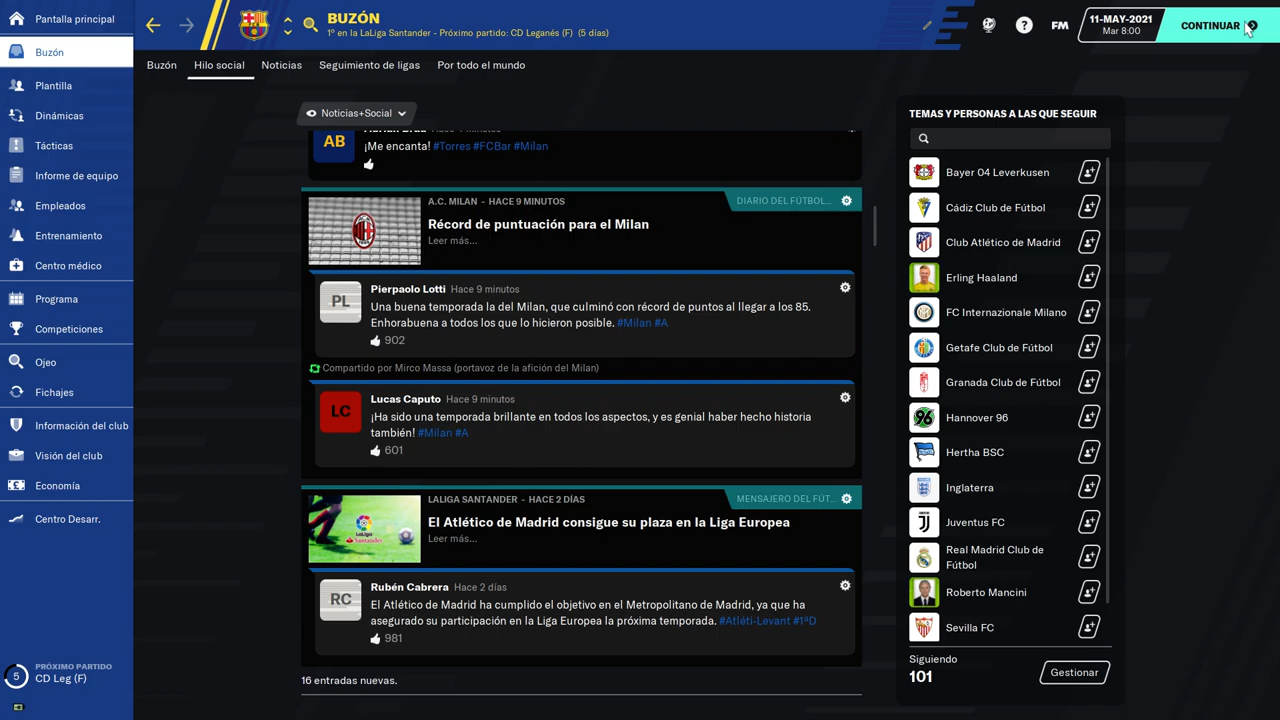 Pantalla principal
Buzón
Plantilla
Dinámicas
Tácticas
Informe de equipo
Empleados
Entrenamiento
Centro médico
Programa
Competiciones
Ojeo
Fichajes
Información del club
Visión del club
Economía
Centro Desarr.
5
PRÓXIMO PARTIDO
CD Leg (F)
BUZÓN
1º en la LaLiga Santander - Próximo partido: CD Leganés (F) (5 días)
?
FM
11-MAY-2021
Mar 8:00
CONTINUAR
Buzón Hilo social Noticias Seguimiento de ligas Por todo el mundo
Noticias+Social
AB
¡Me encanta! #Torres #FCBar #Milan
A.C. MILAN - HACE 9 MINUTOS
DIARIO DEL FÚTBOL...
Récord de puntuación para el Milan
Leer más...
PL
Pierpaolo Lotti Hace 9 minutos
Una buena temporada la del Milan, que culminó con récord de puntos al llegar a los 85.
Enhorabuena a todos los que lo hicieron posible. #Milan #A
902
Compartido por Mirco Massa (portavoz de la afición del Milan)
LC
Lucas Caputo Hace 9 minutos
¡Ha sido una temporada brillante en todos los aspectos, y es genial haber hecho historia
también! #Milan #A
601
LALIGA SANTANDER - HACE 2 DÍAS
MENSAJERO DEL FÚT...
El Atlético de Madrid consigue su plaza en la Liga Europea
Leer más...
RC
Rubén Cabrera Hace 2 días
El Atlético de Madrid ha cumplido el objetivo en el Metropolitano de Madrid, ya que ha
asegurado su participación en la Liga Europea la próxima temporada. #Atléti-Levant #1ªD
981
16 entradas nuevas.
TEMAS Y PERSONAS A LAS QUE SEGUIR
Bayer 04 Leverkusen
Cádiz Club de Fútbol
Club Atlético de Madrid
Erling Haaland
FC Internazionale Milano
Getafe Club de Fútbol
Granada Club de Fútbol
Hannover 96
Hertha BSC
Inglaterra
Juventus FC
Real Madrid Club de
Fútbol
Roberto Mancini
Sevilla FC
Siguiendo
101
Gestionar